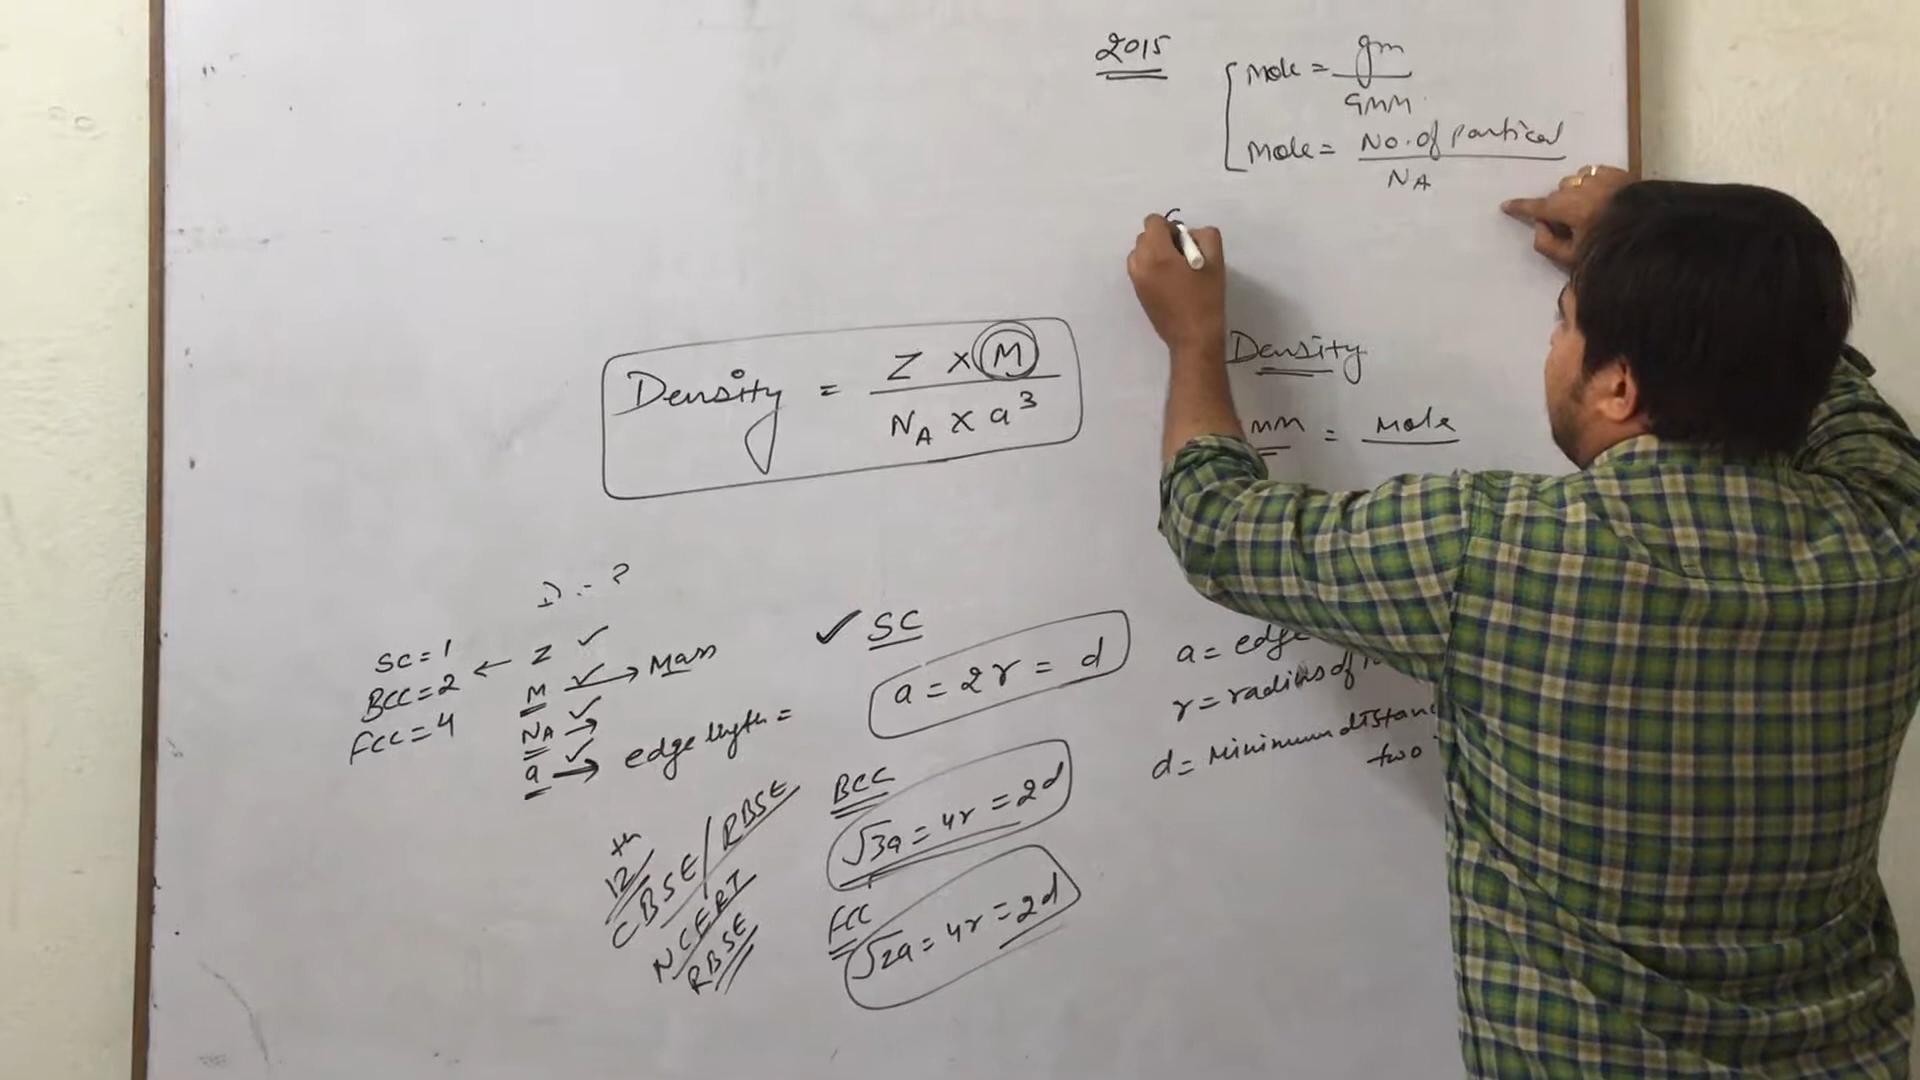 2015
Mole = gm
GMM
Mole = No. of partical
NA
Density = Z × M
NA × a³
Density
MM = Mole
D = ?
SC = 1
BCC = 2
FCC = 4
Z ✓
M ✓ → Mass
NA ✓ →
a ✓ → edge length =
✓ SC
a = 2r = d
BCC
√3a = 4r = 2d
FCC
√2a = 4r = 2d
a = edge
r = radius of
d = Minimum distanc
two
12th
CBSE/RBSE
NCERT
RBSE